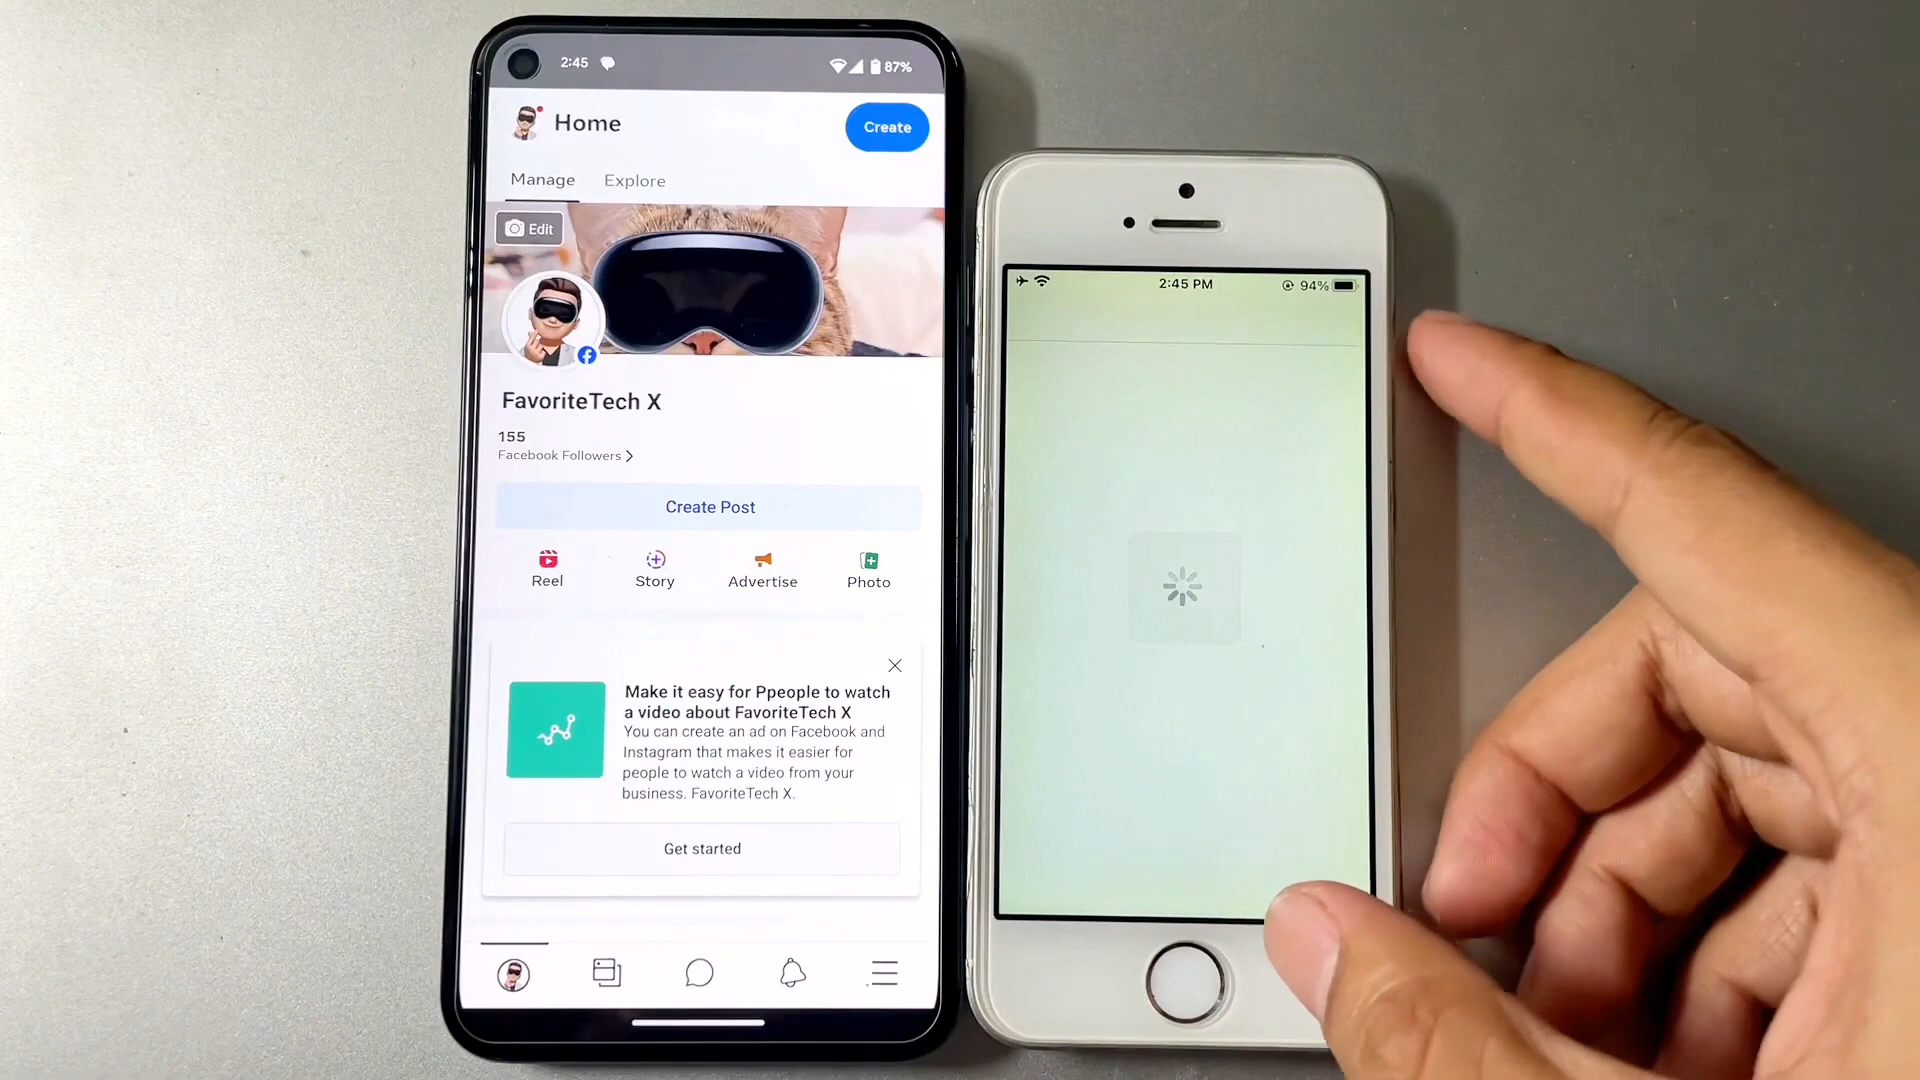 2:45
87%
Home
Create
Manage
Explore
Edit
FavoriteTech X
155
Facebook Followers
Create Post
Reel
Story
Advertise
Photo
Make it easy for Ppeople to watch
a video about FavoriteTech X
You can create an ad on Facebook and
Instagram that makes it easier for
people to watch a video from your
business. FavoriteTech X.
Get started
2:45 PM
94%